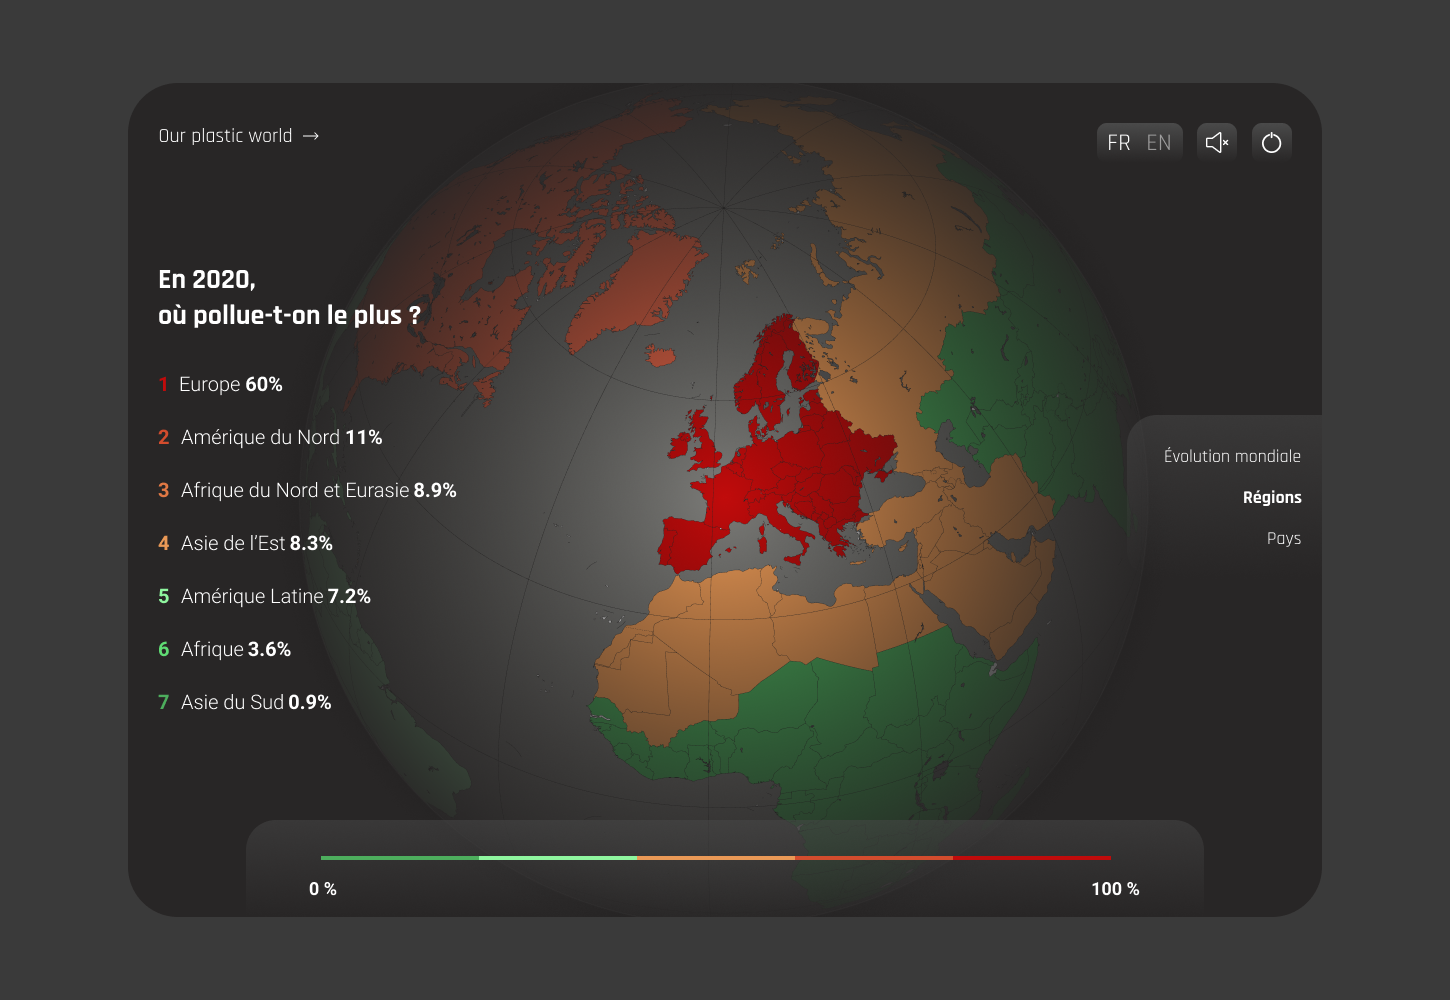 Our plastic world →
FR EN
En 2020,
où pollue-t-on le plus ?
1 Europe 60%
2 Amérique du Nord 11%
3 Afrique du Nord et Eurasie 8.9%
4 Asie de l’Est 8.3%
5 Amérique Latine 7.2%
6 Afrique 3.6%
7 Asie du Sud 0.9%
Évolution mondiale
Régions
Pays
0 %
100 %